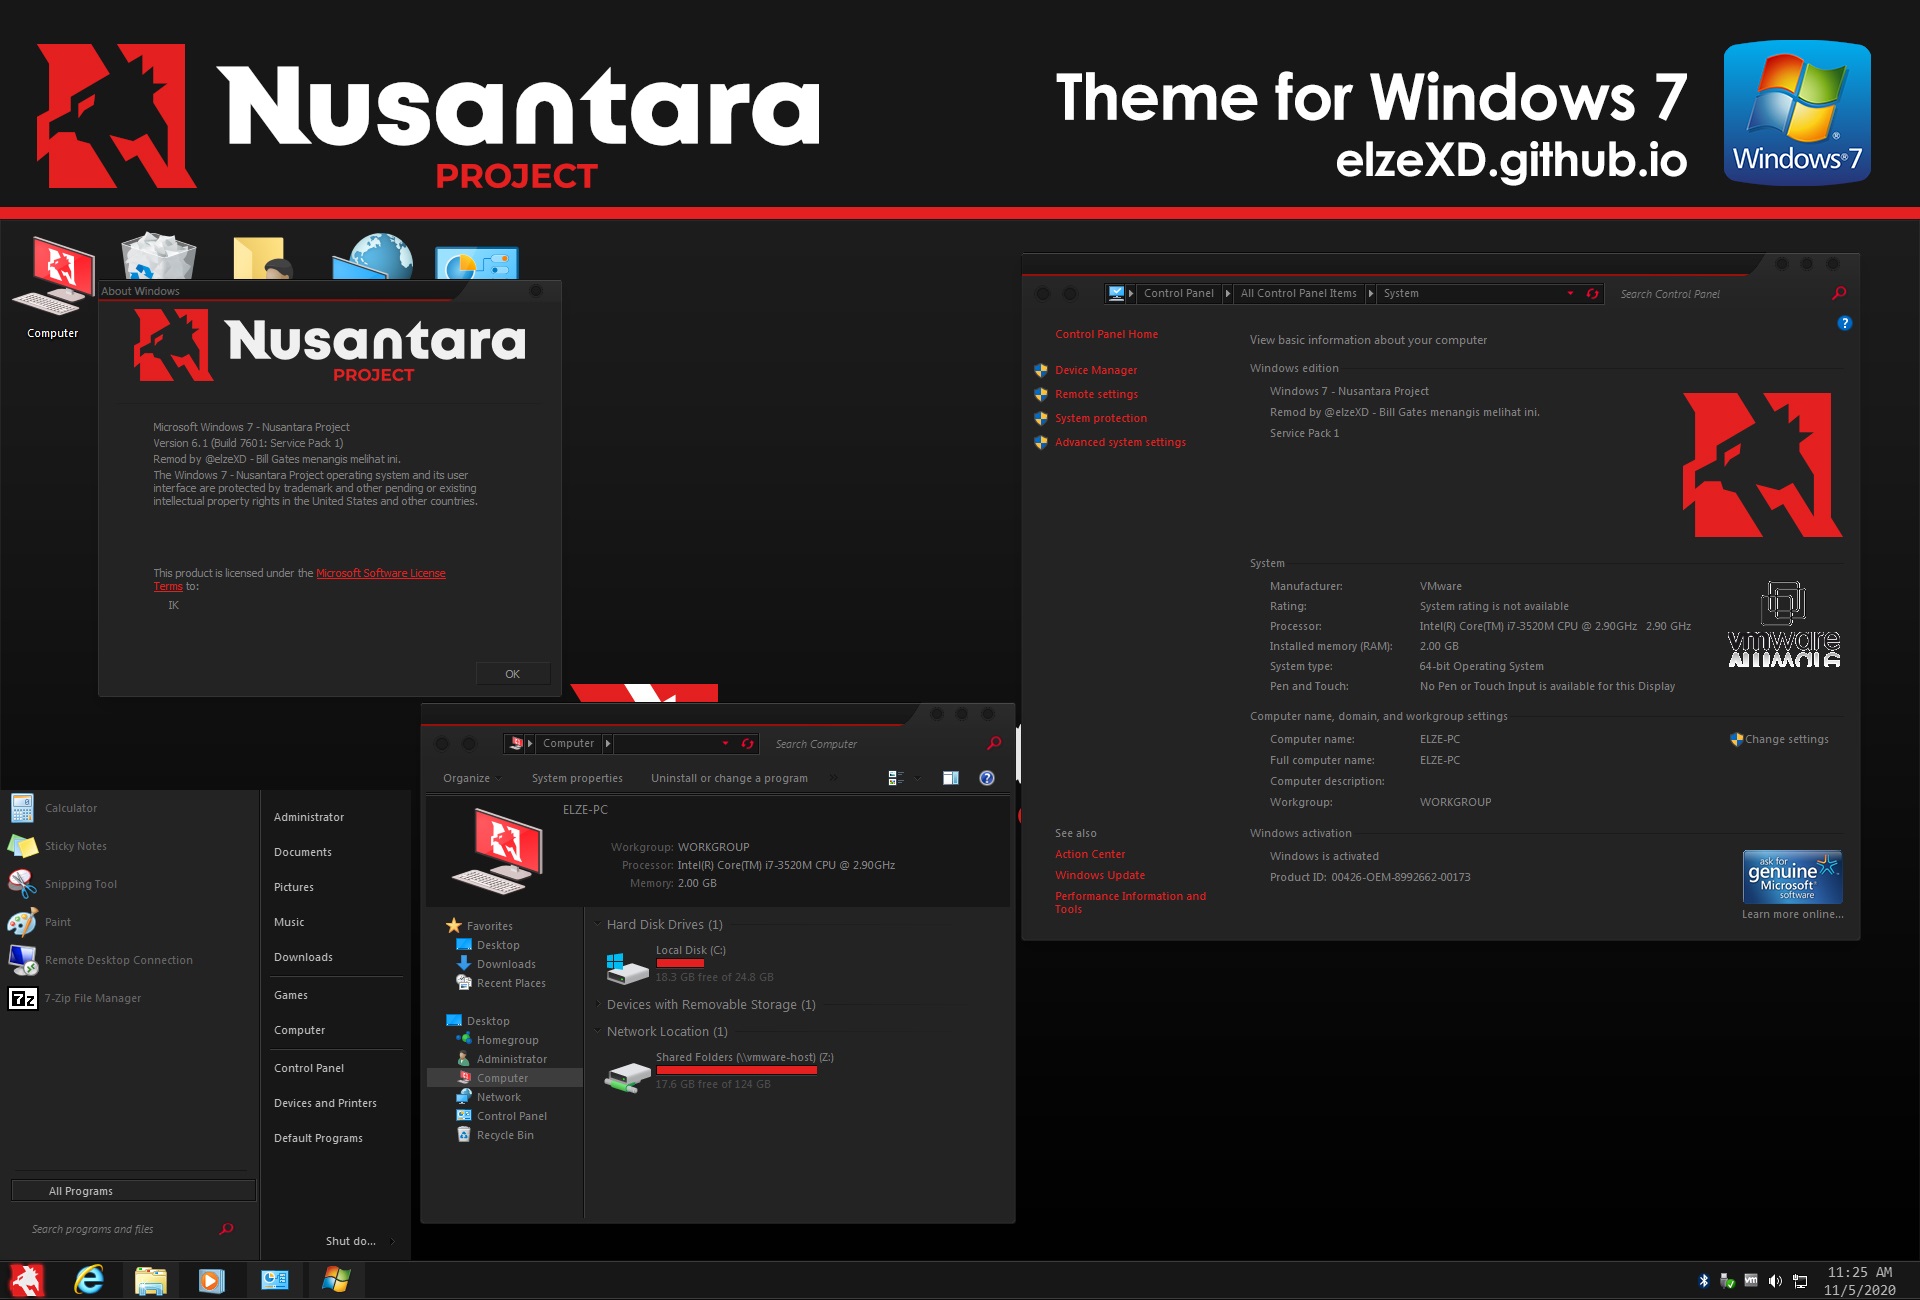 Nusantara
PROJECT
Theme for Windows 7
elzeXD.github.io
Windows®7
Computer
About Windows
Nusantara
PROJECT
Microsoft Windows 7 - Nusantara Project
Version 6.1 (Build 7601: Service Pack 1)
Remod by @elzeXD - Bill Gates menangis melihat ini.
The Windows 7 - Nusantara Project operating system and its user
interface are protected by trademark and other pending or existing
intellectual property rights in the United States and other countries.
This product is licensed under the Microsoft Software License
Terms to:
IK
OK
Control Panel
All Control Panel Items
System
Search Control Panel
Control Panel Home
Device Manager
Remote settings
System protection
Advanced system settings
See also
Action Center
Windows Update
Performance Information and
Tools
View basic information about your computer
Windows edition
Windows 7 - Nusantara Project
Remod by @elzeXD - Bill Gates menangis melihat ini.
Service Pack 1
System
Manufacturer: VMware
Rating: System rating is not available
Processor: Intel(R) Core(TM) i7-3520M CPU @ 2.90GHz 2.90 GHz
Installed memory (RAM): 2.00 GB
System type: 64-bit Operating System
Pen and Touch: No Pen or Touch Input is available for this Display
vmware
Computer name, domain, and workgroup settings
Computer name: ELZE-PC
Change settings
Full computer name: ELZE-PC
Computer description:
Workgroup: WORKGROUP
Windows activation
Windows is activated
Product ID: 00426-OEM-8992662-00173
ask for
genuine
Microsoft
software
Learn more online...
Computer
Search Computer
Organize
System properties
Uninstall or change a program
»
ELZE-PC
Workgroup: WORKGROUP
Processor: Intel(R) Core(TM) i7-3520M CPU @ 2.90GHz
Memory: 2.00 GB
Favorites
Desktop
Downloads
Recent Places
Desktop
Homegroup
Administrator
Computer
Network
Control Panel
Recycle Bin
Hard Disk Drives (1)
Local Disk (C:)
18.3 GB free of 24.8 GB
Devices with Removable Storage (1)
Network Location (1)
Shared Folders (\\vmware-host) (Z:)
17.6 GB free of 124 GB
Calculator
Sticky Notes
Snipping Tool
Paint
Remote Desktop Connection
7z
7-Zip File Manager
All Programs
Search programs and files
Administrator
Documents
Pictures
Music
Downloads
Games
Computer
Control Panel
Devices and Printers
Default Programs
Shut do...
vm
11:25 AM
11/5/2020